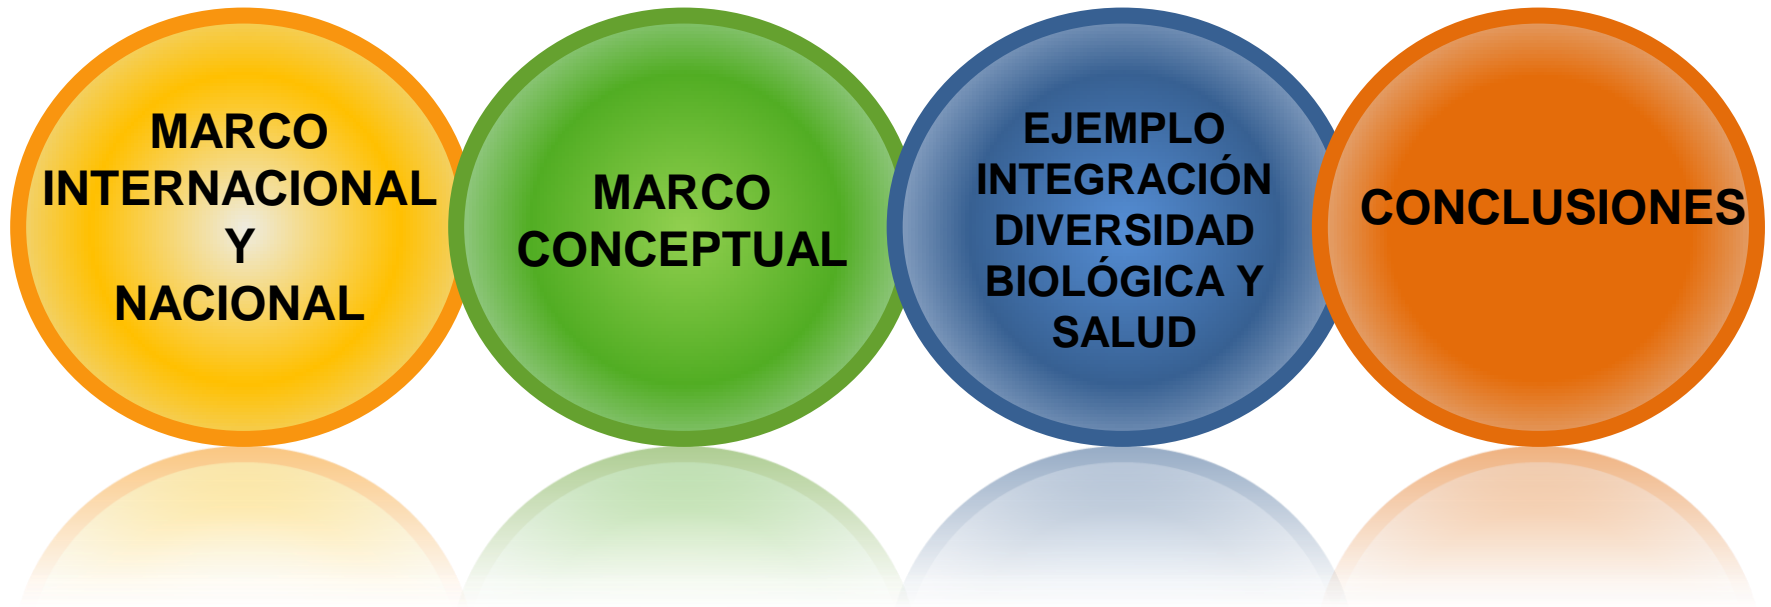 MARCO
INTERNACIONAL
Y
NACIONAL
MARCO
CONCEPTUAL
EJEMPLO
INTEGRACIÓN
DIVERSIDAD
BIOLÓGICA Y
SALUD
CONCLUSIONES